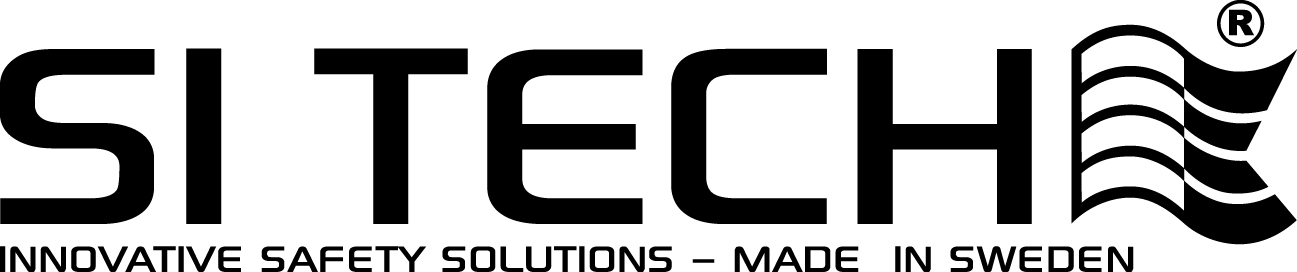 SI TECH®
INNOVATIVE SAFETY SOLUTIONS – MADE IN SWEDEN